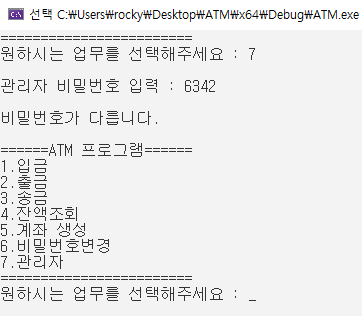 선택 C:₩Users₩rocky₩Desktop₩ATM₩x64₩Debug₩ATM.exe
========================
원하시는 업무를 선택해주세요 : 7
관리자 비밀번호 입력 : 6342
비밀번호가 다릅니다.
======ATM 프로그램======
1.입금
2.출금
3.송금
4.잔액조회
5.계좌 생성
6.비밀번호변경
7.관리자
========================
원하시는 업무를 선택해주세요 : _